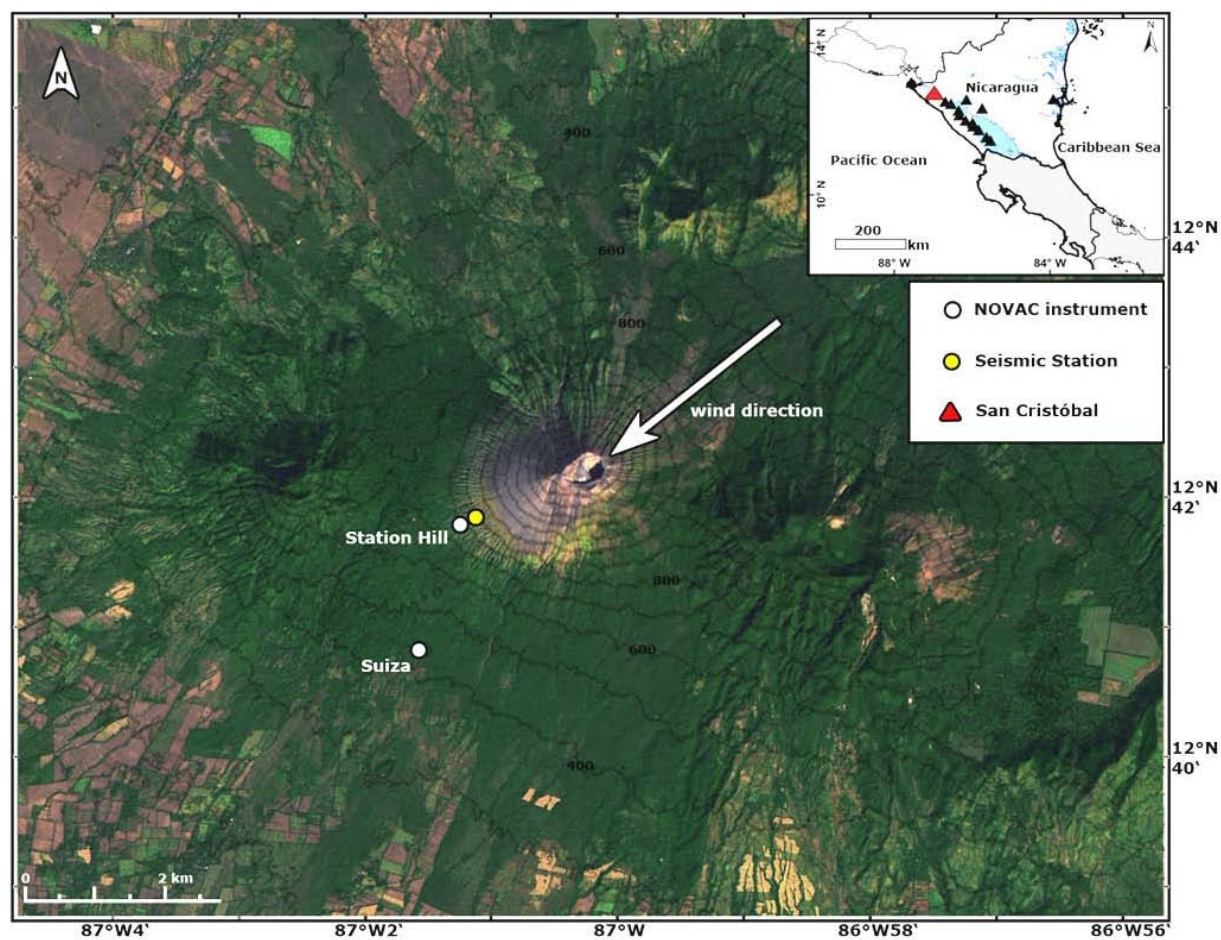 N
400
600
800
wind direction
Station Hill
Suiza
800
600
400
0
2 km
87°W4'
87°W2'
87°W
86°W58'
86°W56'
12°N
44'
12°N
42'
12°N
40'
N
14° N
10° N
Nicaragua
Caribbean Sea
Pacific Ocean
200
km
88° W
84° W
NOVAC instrument
Seismic Station
San Cristóbal